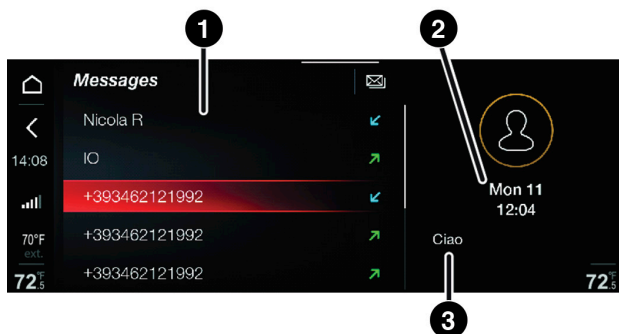 1
2
Messages
Nicola R
14:08
IO
+393462121992
Mon 11
12:04
70°F
ext.
+393462121992
Ciao
72°F
.5
+393462121992
72°F
.5
3